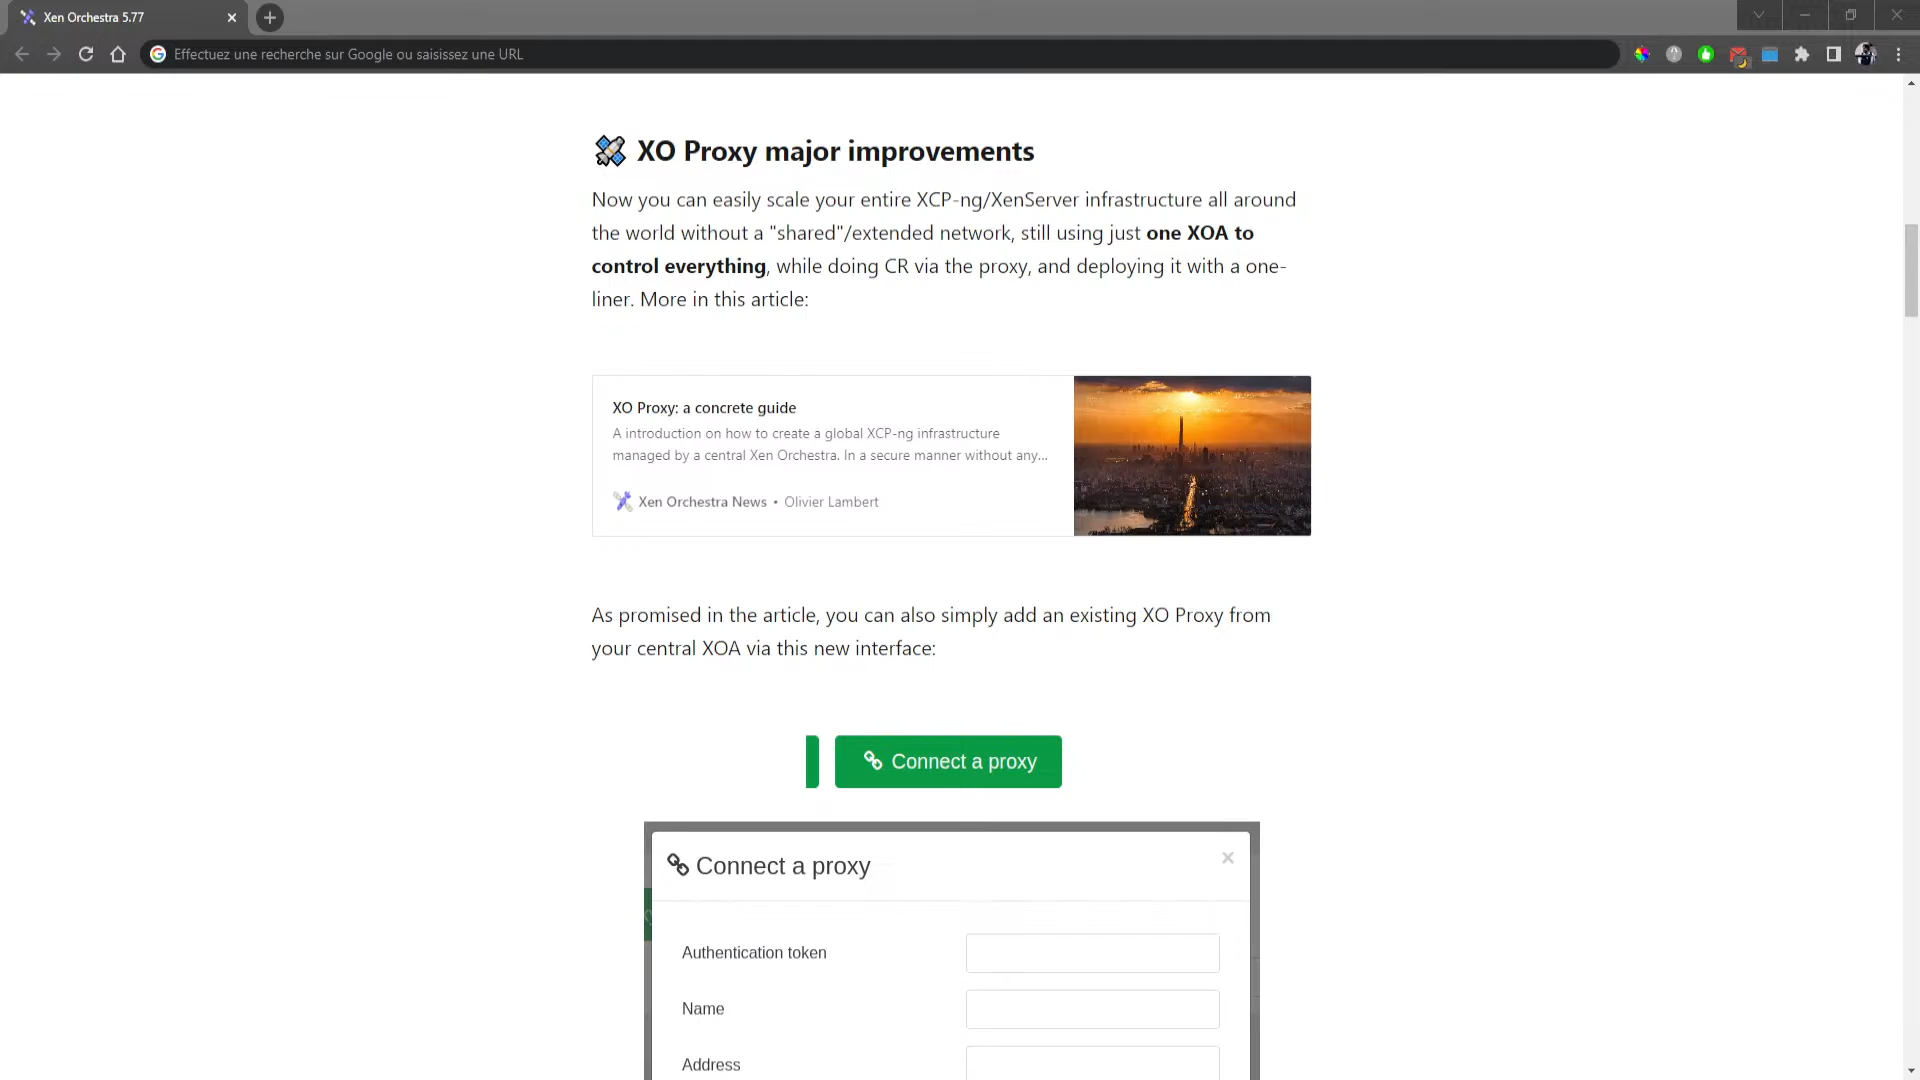 Xen Orchestra 5.77
Effectuez une recherche sur Google ou saisissez une URL
XO Proxy major improvements
Now you can easily scale your entire XCP-ng/XenServer infrastructure all around
the world without a "shared"/extended network, still using just one XOA to
control everything, while doing CR via the proxy, and deploying it with a one-
liner. More in this article:
XO Proxy: a concrete guide
A introduction on how to create a global XCP-ng infrastructure
managed by a central Xen Orchestra. In a secure manner without any...
Xen Orchestra News • Olivier Lambert
As promised in the article, you can also simply add an existing XO Proxy from
your central XOA via this new interface:
Connect a proxy
Connect a proxy
Authentication token
Name
Address